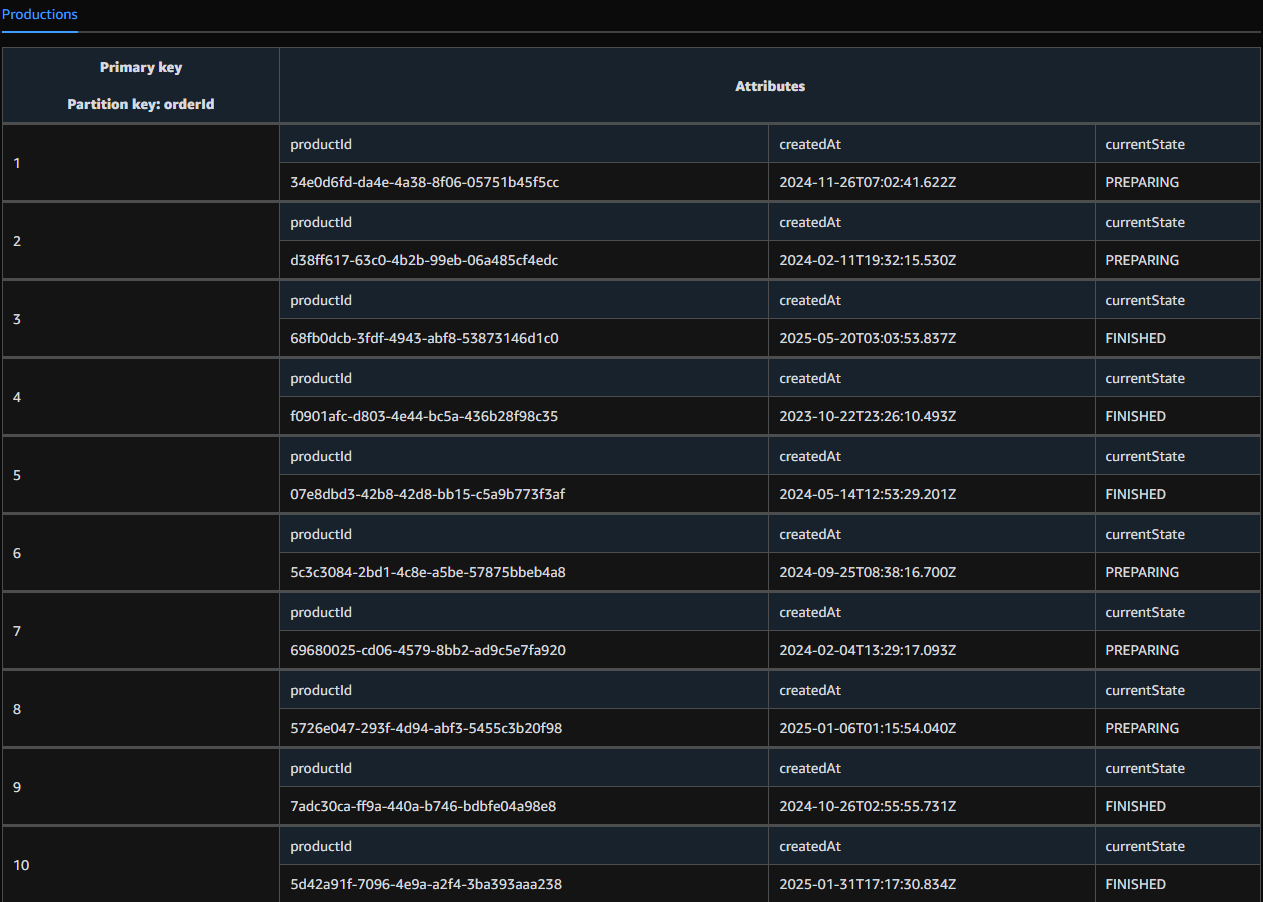 Productions
Primary key
Partition key: orderId
Attributes
1
productId createdAt currentState
34e0d6fd-da4e-4a38-8f06-05751b45f5cc 2024-11-26T07:02:41.622Z PREPARING
2
productId createdAt currentState
d38ff617-63c0-4b2b-99eb-06a485cf4edc 2024-02-11T19:32:15.530Z PREPARING
3
productId createdAt currentState
68fb0dcb-3fdf-4943-abf8-53873146d1c0 2025-05-20T03:03:53.837Z FINISHED
4
productId createdAt currentState
f0901afc-d803-4e44-bc5a-436b28f98c35 2023-10-22T23:26:10.493Z FINISHED
5
productId createdAt currentState
07e8dbd3-42b8-42d8-bb15-c5a9b773f3af 2024-05-14T12:53:29.201Z FINISHED
6
productId createdAt currentState
5c3c3084-2bd1-4c8e-a5be-57875bbeb4a8 2024-09-25T08:38:16.700Z PREPARING
7
productId createdAt currentState
69680025-cd06-4579-8bb2-ad9c5e7fa920 2024-02-04T13:29:17.093Z PREPARING
8
productId createdAt currentState
5726e047-293f-4d94-abf3-5455c3b20f98 2025-01-06T01:15:54.040Z PREPARING
9
productId createdAt currentState
7adc30ca-ff9a-440a-b746-bdbfe04a98e8 2024-10-26T02:55:55.731Z FINISHED
10
productId createdAt currentState
5d42a91f-7096-4e9a-a2f4-3ba393aaa238 2025-01-31T17:17:30.834Z FINISHED